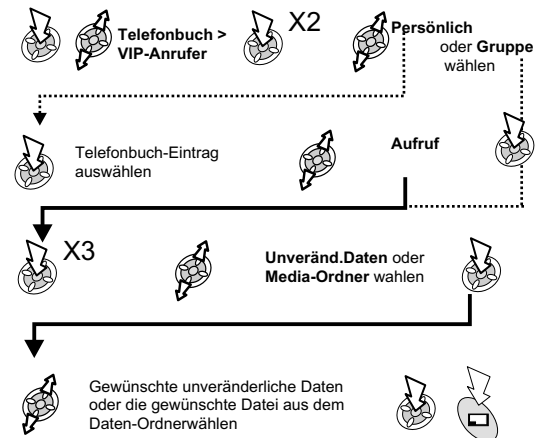 Telefonbuch >
VIP-Anrufer
X2
Persönlich
oder Gruppe
wählen
Telefonbuch-Eintrag
auswählen
Aufruf
X3
Unveränd.Daten oder
Media-Ordner wahlen
Gewünschte unveränderliche Daten
oder die gewünschte Datei aus dem
Daten-Ordnerwählen